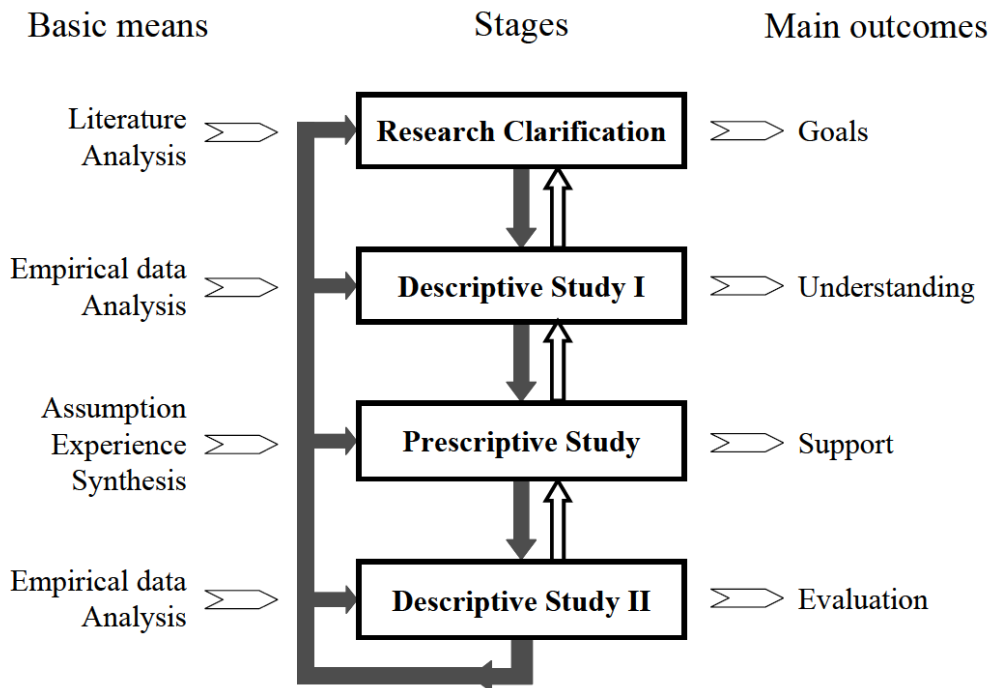 Basic means
Stages
Main outcomes
Literature
Analysis
Research Clarification
Goals
Empirical data
Analysis
Descriptive Study I
Understanding
Assumption
Experience
Synthesis
Prescriptive Study
Support
Empirical data
Analysis
Descriptive Study II
Evaluation